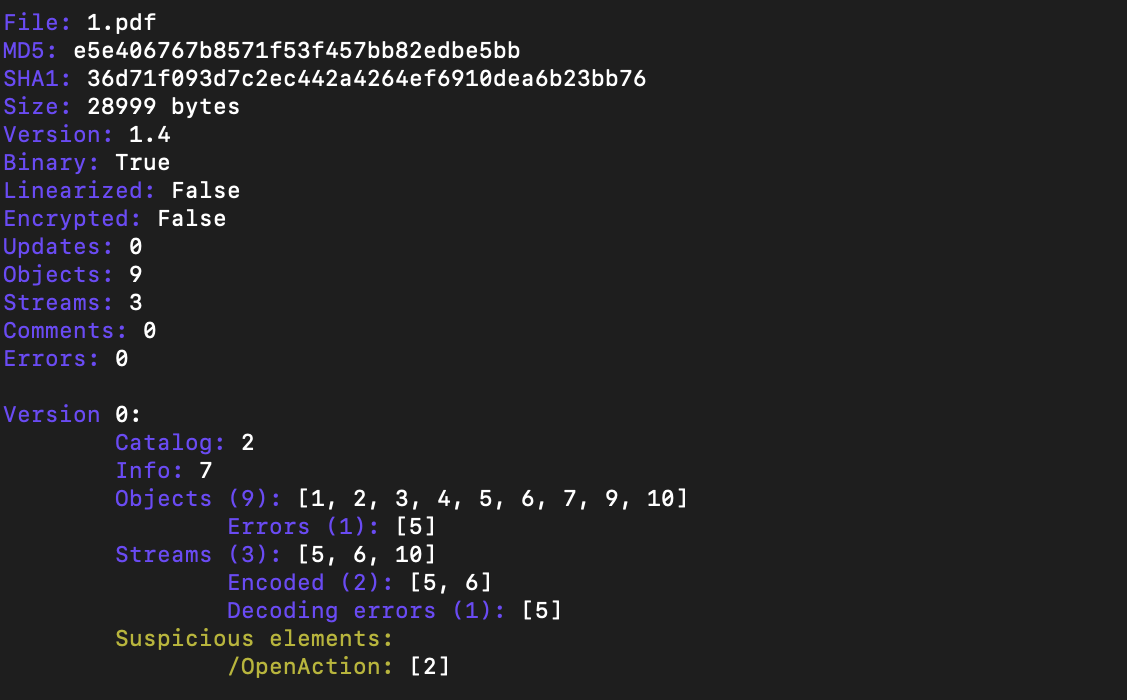 File: 1.pdf
MD5: e5e406767b8571f53f457bb82edbe5bb
SHA1: 36d71f093d7c2ec442a4264ef6910dea6b23bb76
Size: 28999 bytes
Version: 1.4
Binary: True
Linearized: False
Encrypted: False
Updates: 0
Objects: 9
Streams: 3
Comments: 0
Errors: 0
Version 0:
Catalog: 2
Info: 7
Objects (9): [1, 2, 3, 4, 5, 6, 7, 9, 10]
Errors (1): [5]
Streams (3): [5, 6, 10]
Encoded (2): [5, 6]
Decoding errors (1): [5]
Suspicious elements:
/OpenAction: [2]